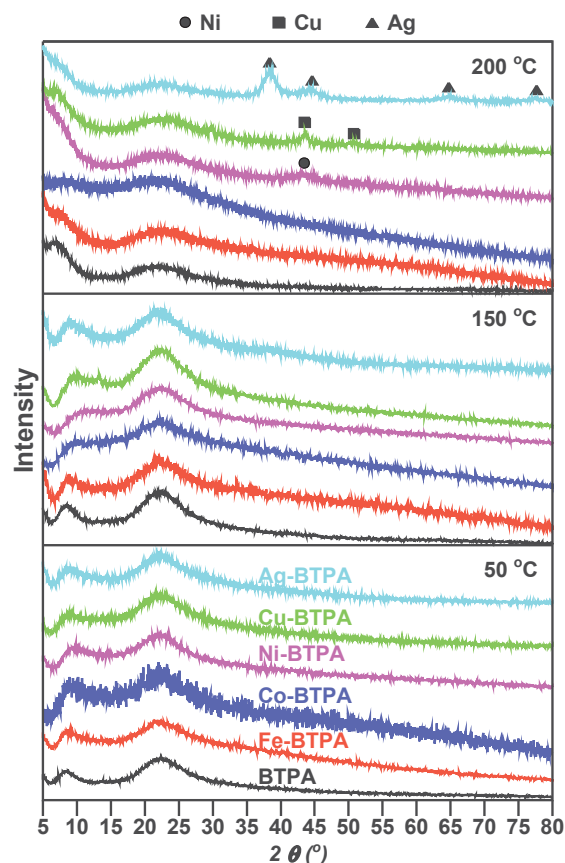 Ni Cu Ag
200 °C
150 °C
Intensity
50 °C
Ag-BTPA
Cu-BTPA
Ni-BTPA
Co-BTPA
Fe-BTPA
BTPA
5 10 15 20 25 30 35 40 45 50 55 60 65 70 75 80
2 θ (°)